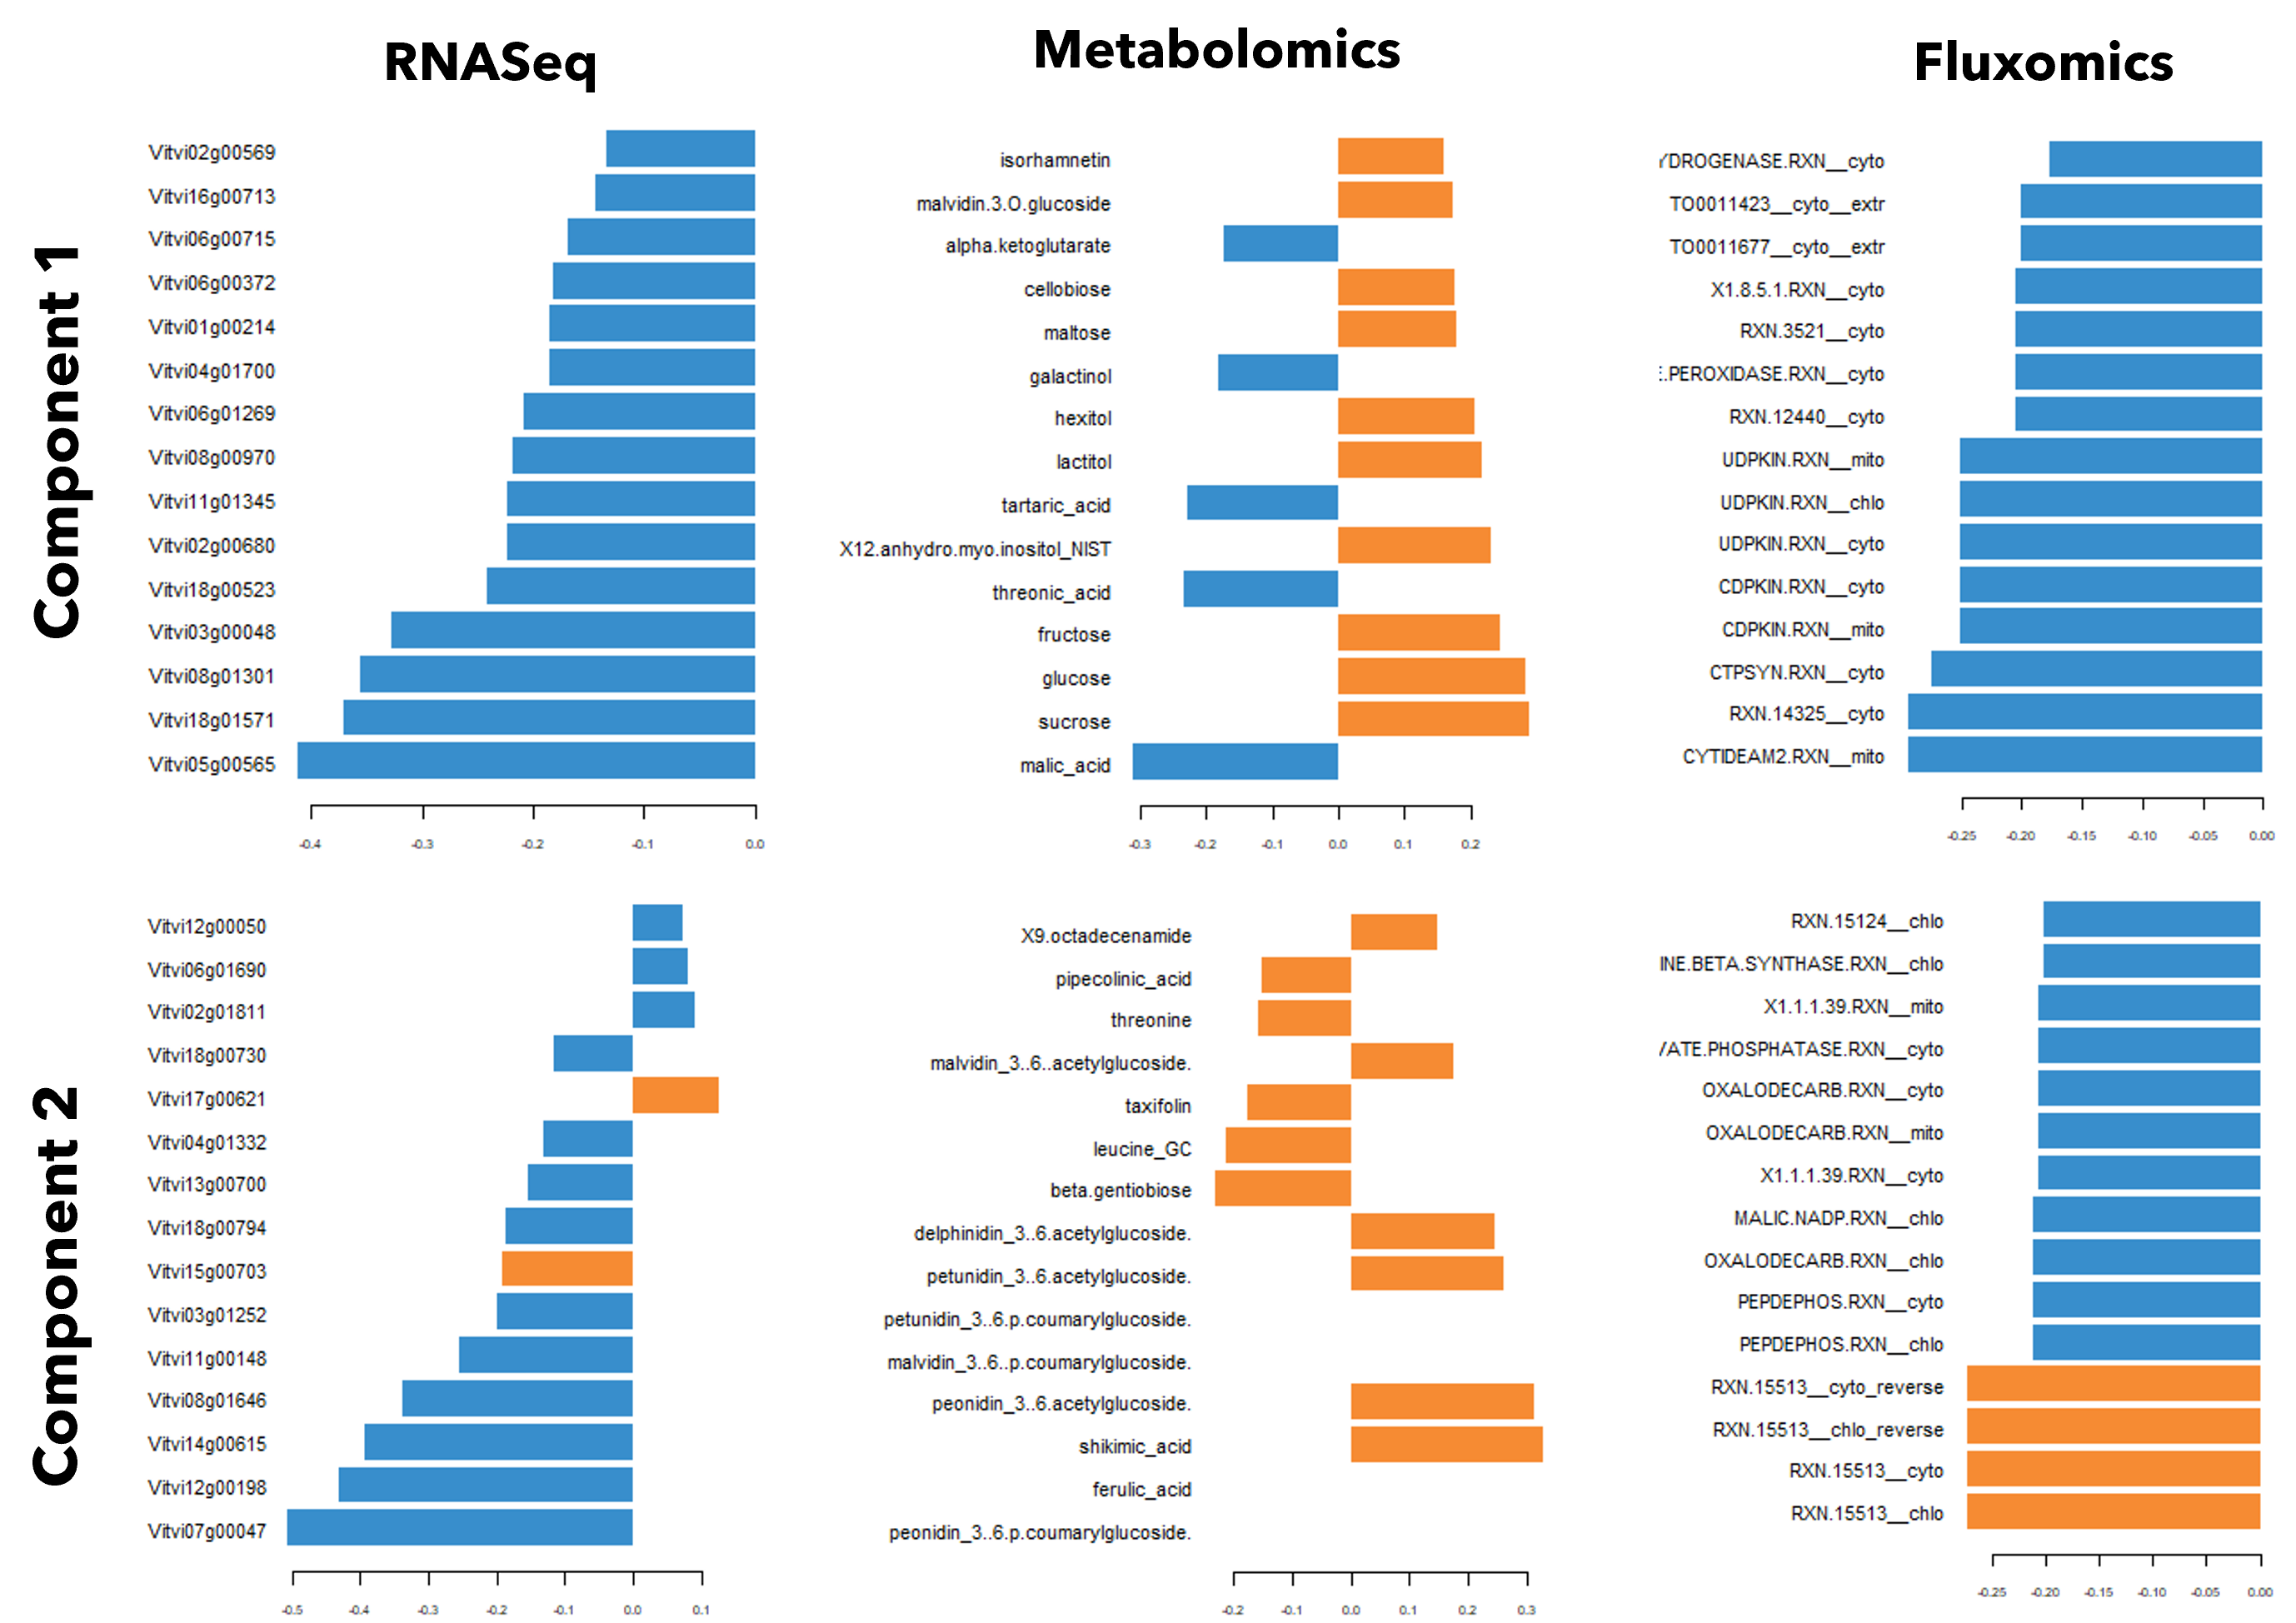 RNASeq
Metabolomics
Fluxomics
Component 1
Vitvi02g00569
Vitvi16g00713
Vitvi06g00715
Vitvi06g00372
Vitvi01g00214
Vitvi04g01700
Vitvi06g01269
Vitvi08g00970
Vitvi11g01345
Vitvi02g00680
Vitvi18g00523
Vitvi03g00048
Vitvi08g01301
Vitvi18g01571
Vitvi05g00565
-0.4 -0.3 -0.2 -0.1 0.0
isorhamnetin
malvidin.3.O.glucoside
alpha.ketoglutarate
cellobiose
maltose
galactinol
hexitol
lactitol
tartaric_acid
X12.anhydro.myo.inositol_NIST
threonic_acid
fructose
glucose
sucrose
malic_acid
-0.3 -0.2 -0.1 0.0 0.1 0.2
YDROGENASE.RXN__cyto
TO0011423__cyto__extr
TO0011677__cyto__extr
X1.8.5.1.RXN__cyto
RXN.3521__cyto
E.PEROXIDASE.RXN__cyto
RXN.12440__cyto
UDPKIN.RXN__mito
UDPKIN.RXN__chlo
UDPKIN.RXN__cyto
CDPKIN.RXN__cyto
CDPKIN.RXN__mito
CTPSYN.RXN__cyto
RXN.14325__cyto
CYTIDEAM2.RXN__mito
-0.25 -0.20 -0.15 -0.10 -0.05 0.00
Component 2
Vitvi12g00050
Vitvi06g01690
Vitvi02g01811
Vitvi18g00730
Vitvi17g00621
Vitvi04g01332
Vitvi13g00700
Vitvi18g00794
Vitvi15g00703
Vitvi03g01252
Vitvi11g00148
Vitvi08g01646
Vitvi14g00615
Vitvi12g00198
Vitvi07g00047
-0.5 -0.4 -0.3 -0.2 -0.1 0.0 0.1
X9.octadecenamide
pipecolinic_acid
threonine
malvidin_3..6..acetylglucoside.
taxifolin
leucine_GC
beta.gentiobiose
delphinidin_3..6.acetylglucoside.
petunidin_3..6.acetylglucoside.
petunidin_3..6.p.coumarylglucoside.
malvidin_3..6..p.coumarylglucoside.
peonidin_3..6.acetylglucoside.
shikimic_acid
ferulic_acid
peonidin_3..6.p.coumarylglucoside.
-0.2 -0.1 0.0 0.1 0.2 0.3
RXN.15124__chlo
INE.BETA.SYNTHASE.RXN__chlo
X1.1.1.39.RXN__mito
VATE.PHOSPHATASE.RXN__cyto
OXALODECARB.RXN__cyto
OXALODECARB.RXN__mito
X1.1.1.39.RXN__cyto
MALIC.NADP.RXN__chlo
OXALODECARB.RXN__chlo
PEPDEPHOS.RXN__cyto
PEPDEPHOS.RXN__chlo
RXN.15513__cyto_reverse
RXN.15513__chlo_reverse
RXN.15513__cyto
RXN.15513__chlo
-0.25 -0.20 -0.15 -0.10 -0.05 0.00